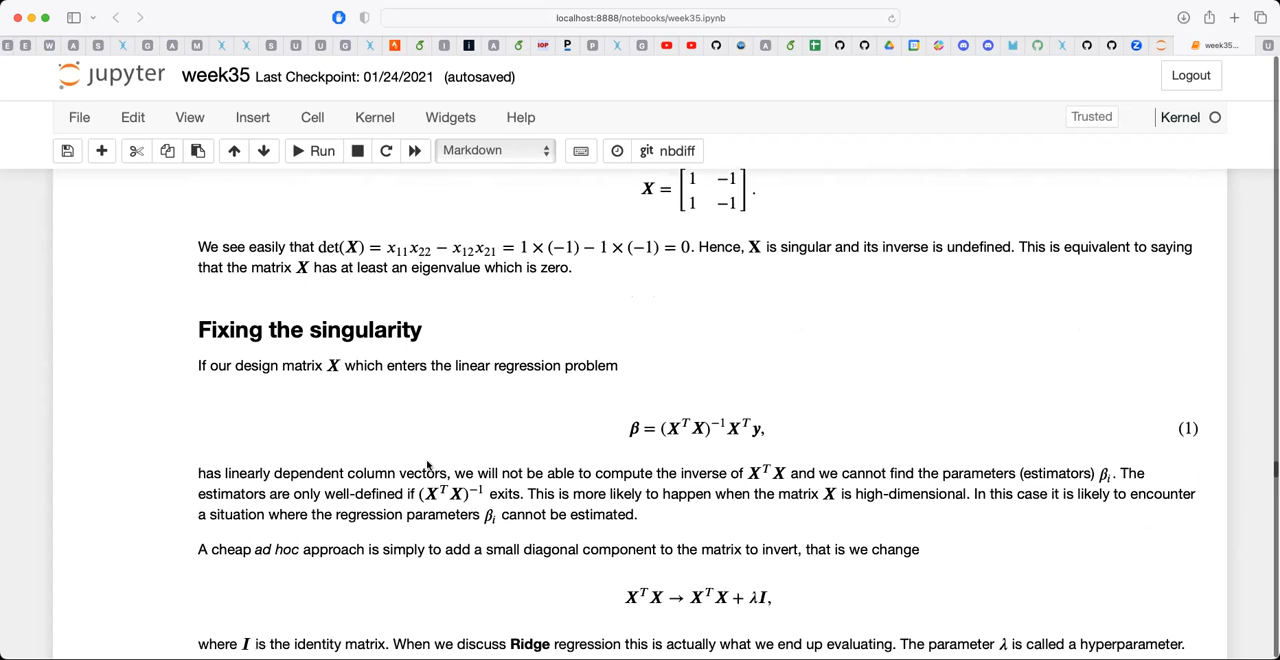 localhost:8888/notebooks/week35.ipynb
week35...
jupyter week35 Last Checkpoint: 01/24/2021 (autosaved)
Logout
File Edit View Insert Cell Kernel Widgets Help
Trusted
Kernel
Run
Markdown
git nbdiff
X = [1 −1
1 −1].
We see easily that det(X) = x₁₁x₂₂ − x₁₂x₂₁ = 1 × (−1) − 1 × (−1) = 0. Hence, X is singular and its inverse is undefined. This is equivalent to saying
that the matrix X has at least an eigenvalue which is zero.
Fixing the singularity
If our design matrix X which enters the linear regression problem
β = (XᵀX)⁻¹Xᵀy, (1)
has linearly dependent column vectors, we will not be able to compute the inverse of XᵀX and we cannot find the parameters (estimators) βᵢ. The
estimators are only well-defined if (XᵀX)⁻¹ exits. This is more likely to happen when the matrix X is high-dimensional. In this case it is likely to encounter
a situation where the regression parameters βᵢ cannot be estimated.
A cheap ad hoc approach is simply to add a small diagonal component to the matrix to invert, that is we change
XᵀX → XᵀX + λI,
where I is the identity matrix. When we discuss Ridge regression this is actually what we end up evaluating. The parameter λ is called a hyperparameter.